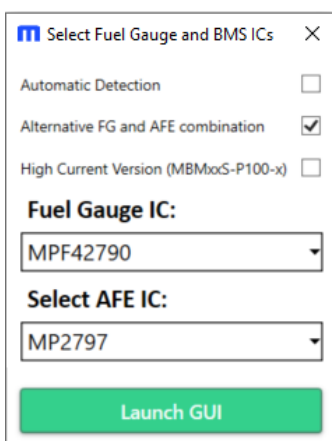 Select Fuel Gauge and BMS ICs
Automatic Detection
Alternative FG and AFE combination
High Current Version (MBMxxS-P100-x)
Fuel Gauge IC:
MPF42790
Select AFE IC:
MP2797
Launch GUI